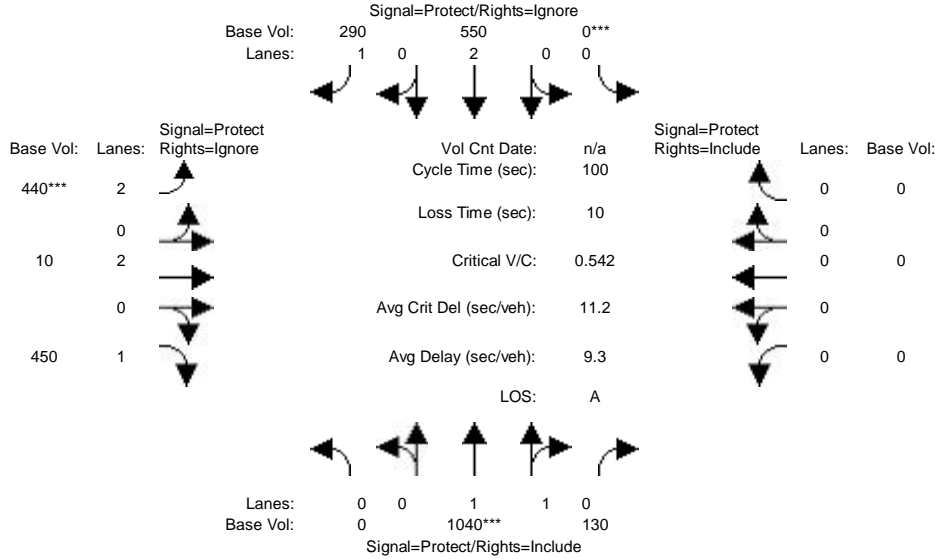 Signal=Protect/Rights=Ignore
Base Vol: 290 550 0***
Lanes: 1 0 2 0 0
Signal=Protect
Base Vol: Lanes: Rights=Ignore
Vol Cnt Date: n/a
Signal=Protect
Rights=Include Lanes: Base Vol:
Cycle Time (sec): 100
440*** 2
0 0
Loss Time (sec): 10
0
0
10 2
Critical V/C: 0.542
0 0
0
Avg Crit Del (sec/veh): 11.2
0
450 1
Avg Delay (sec/veh): 9.3
0 0
LOS: A
Lanes: 0 0 1 1 0
Base Vol: 0 1040*** 130
Signal=Protect/Rights=Include